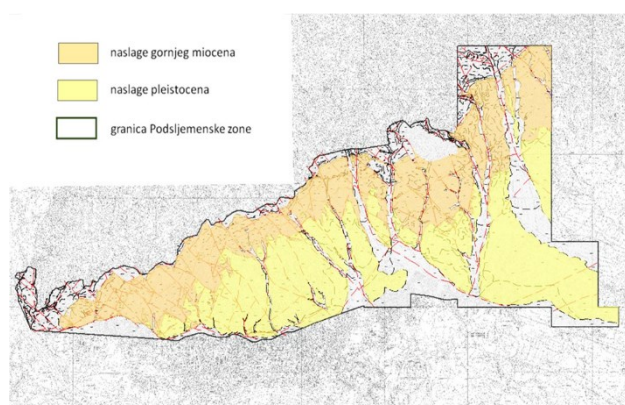 naslage gornjeg miocena
naslage pleistocena
granica Podsljemenske zone